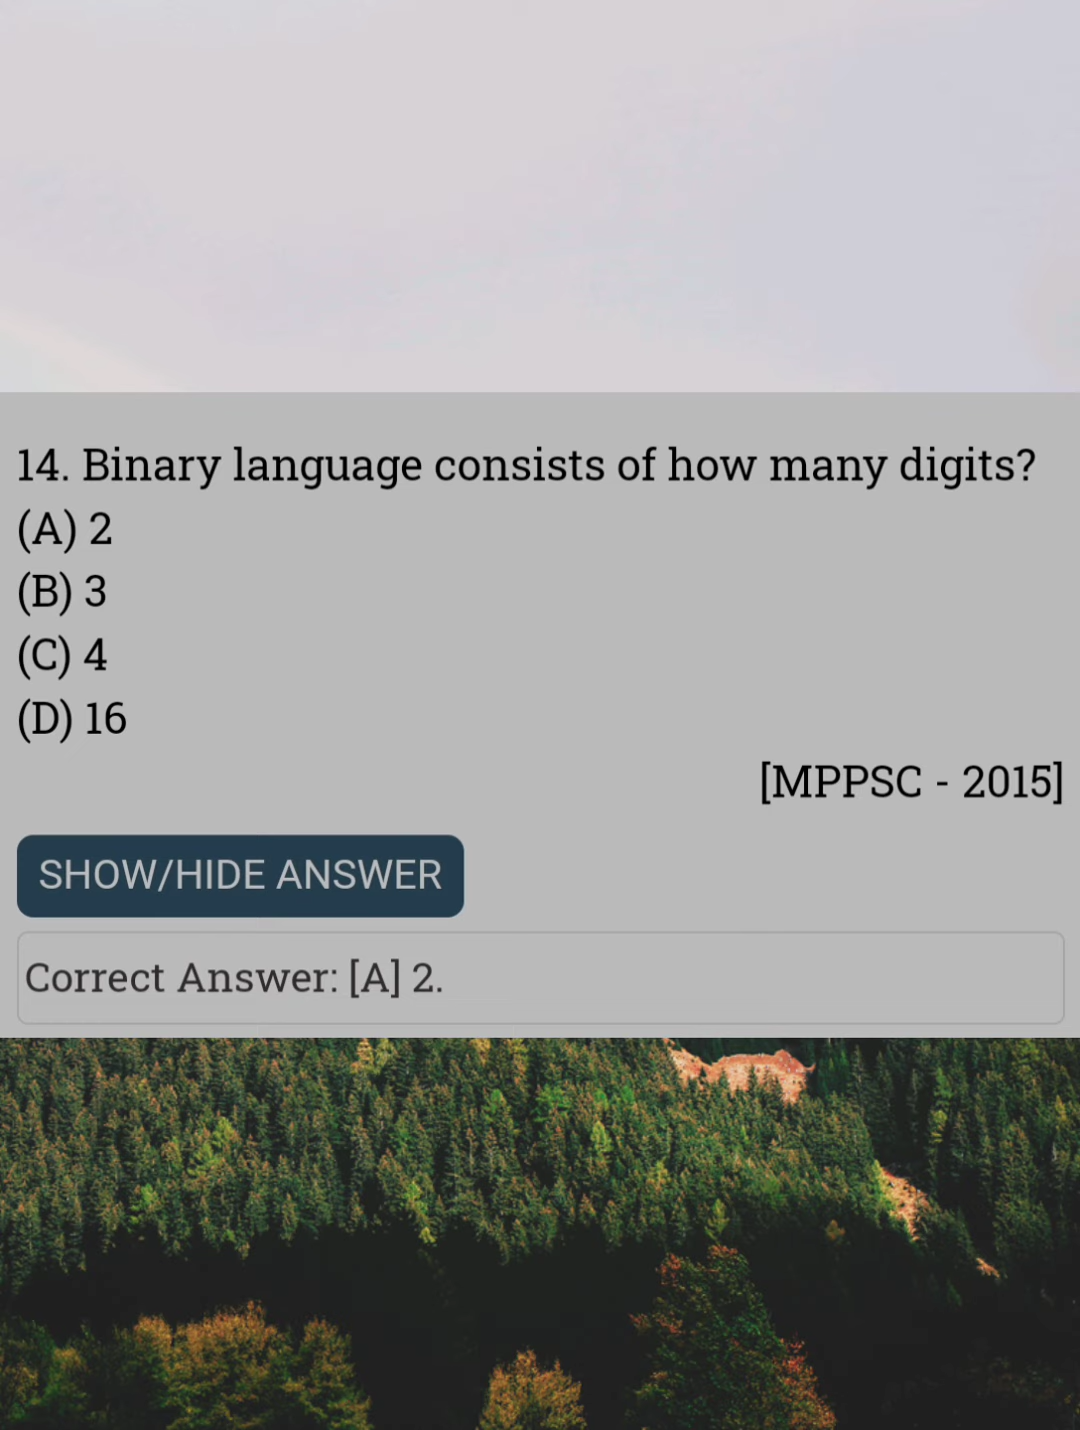 14. Binary language consists of how many digits?
(A) 2
(B) 3
(C) 4
(D) 16
[MPPSC - 2015]
SHOW/HIDE ANSWER
Correct Answer: [A] 2.